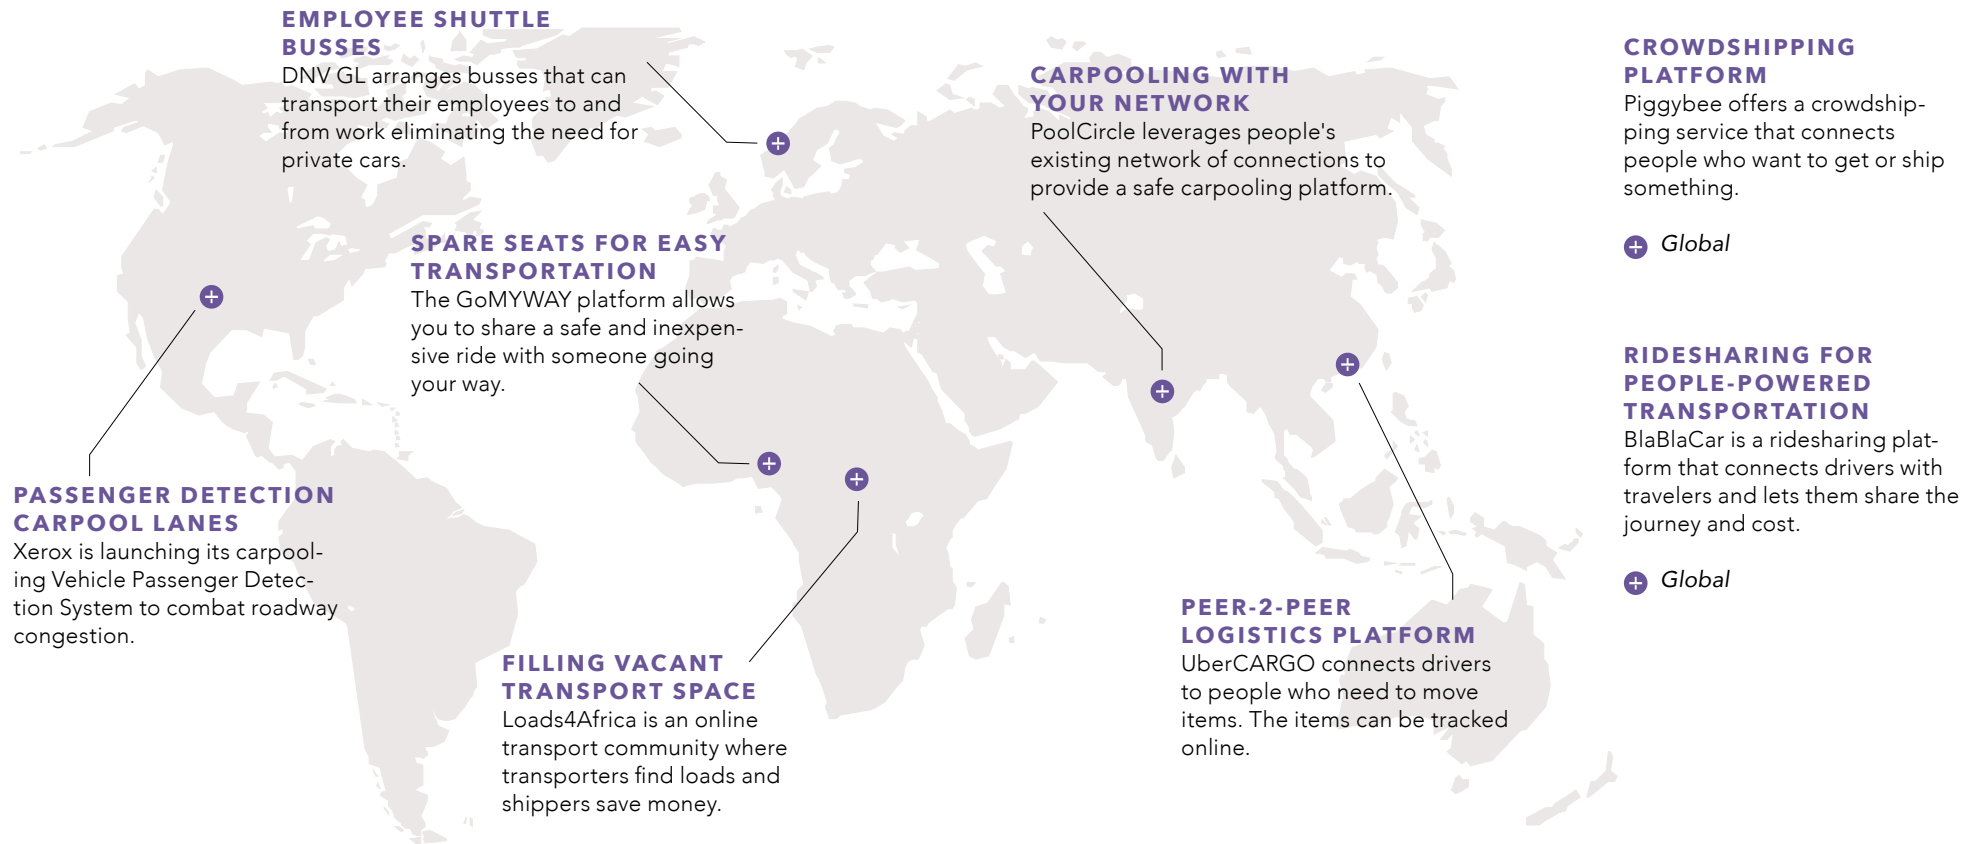 EMPLOYEE SHUTTLE
BUSSES
DNV GL arranges busses that can
transport their employees to and
from work eliminating the need for
private cars.
CARPOOLING WITH
YOUR NETWORK
PoolCircle leverages people's
existing network of connections to
provide a safe carpooling platform.
CROWDSHIPPING
PLATFORM
Piggybee offers a crowdship-
ping service that connects
people who want to get or ship
something.
Global
SPARE SEATS FOR EASY
TRANSPORTATION
The GoMYWAY platform allows
you to share a safe and inexpen-
sive ride with someone going
your way.
RIDESHARING FOR
PEOPLE-POWERED
TRANSPORTATION
BlaBlaCar is a ridesharing plat-
form that connects drivers with
travelers and lets them share the
journey and cost.
Global
PASSENGER DETECTION
CARPOOL LANES
Xerox is launching its carpool-
ing Vehicle Passenger Detec-
tion System to combat roadway
congestion.
FILLING VACANT
TRANSPORT SPACE
Loads4Africa is an online
transport community where
transporters find loads and
shippers save money.
PEER-2-PEER
LOGISTICS PLATFORM
UberCARGO connects drivers
to people who need to move
items. The items can be tracked
online.